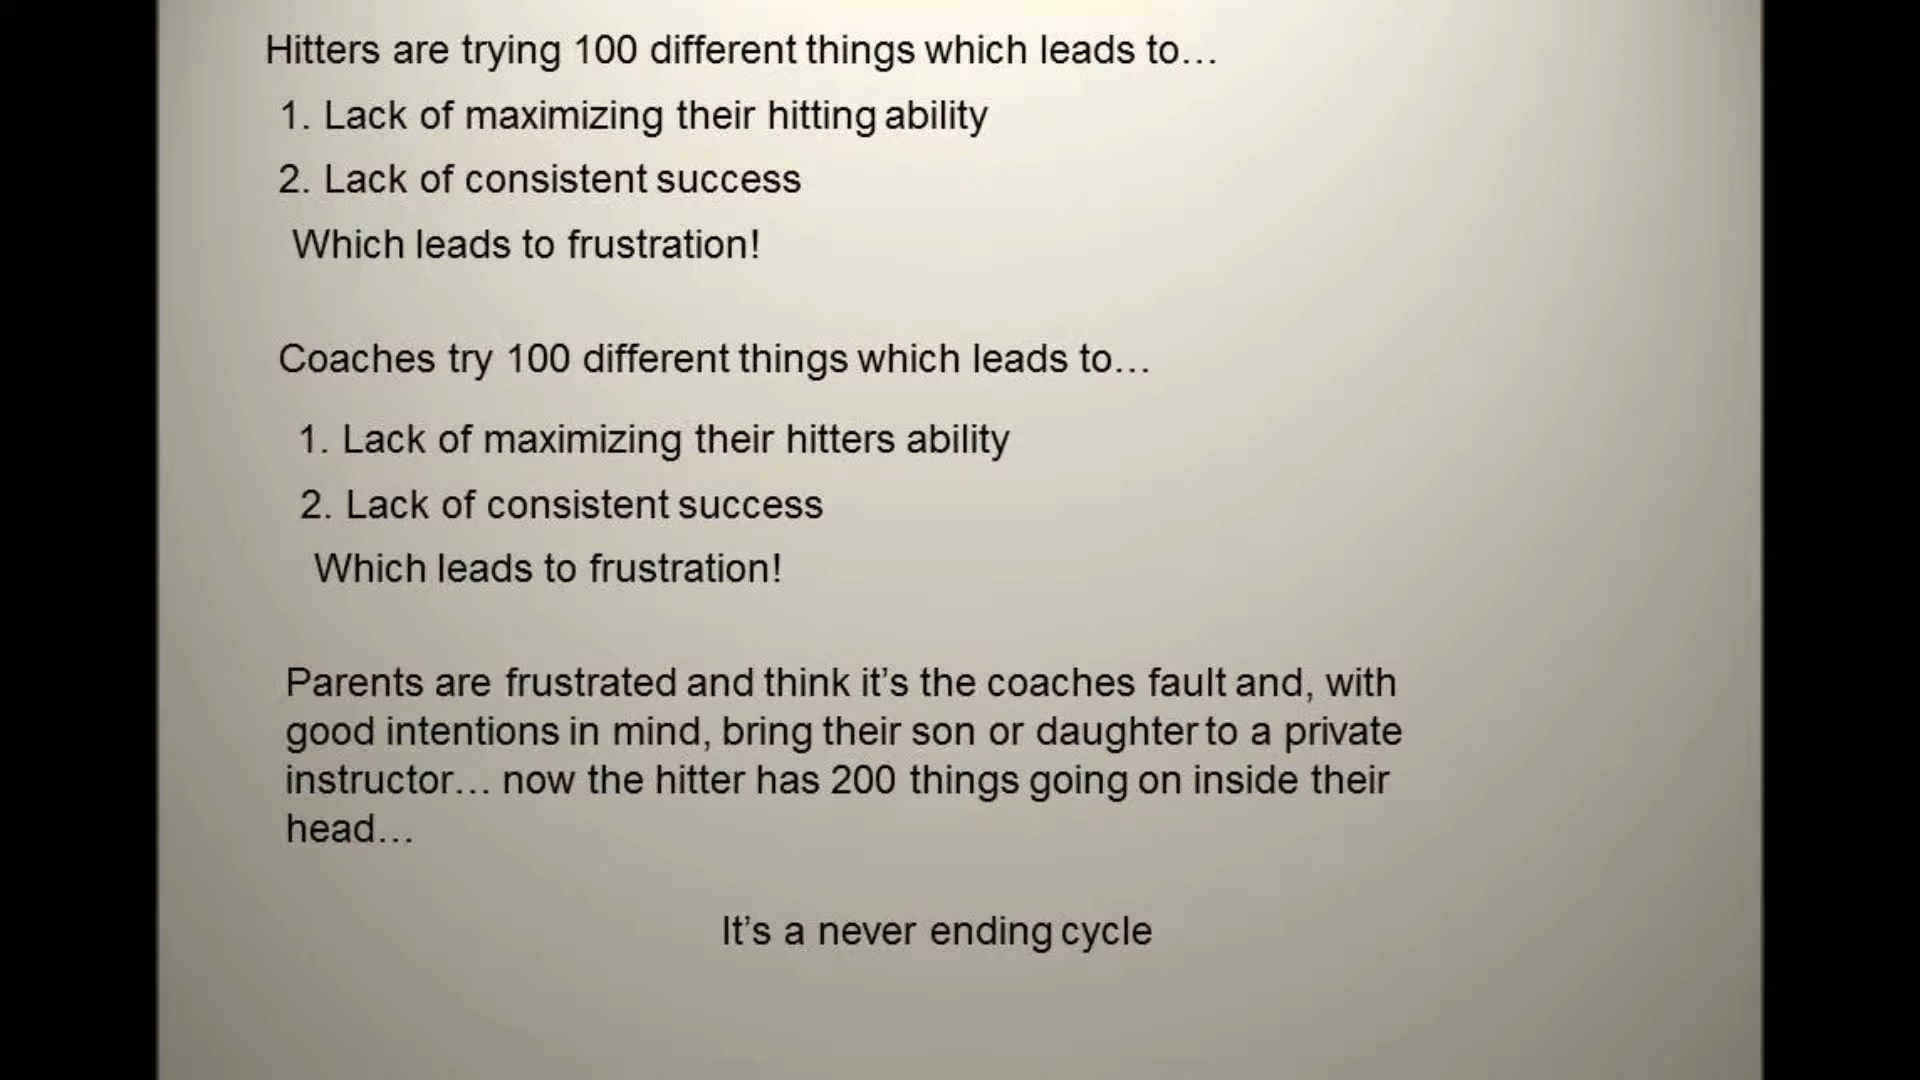 Hitters are trying 100 different things which leads to…
1. Lack of maximizing their hitting ability
2. Lack of consistent success
Which leads to frustration!
Coaches try 100 different things which leads to…
1. Lack of maximizing their hitters ability
2. Lack of consistent success
Which leads to frustration!
Parents are frustrated and think it’s the coaches fault and, with
good intentions in mind, bring their son or daughter to a private
instructor… now the hitter has 200 things going on inside their
head…
It’s a never ending cycle